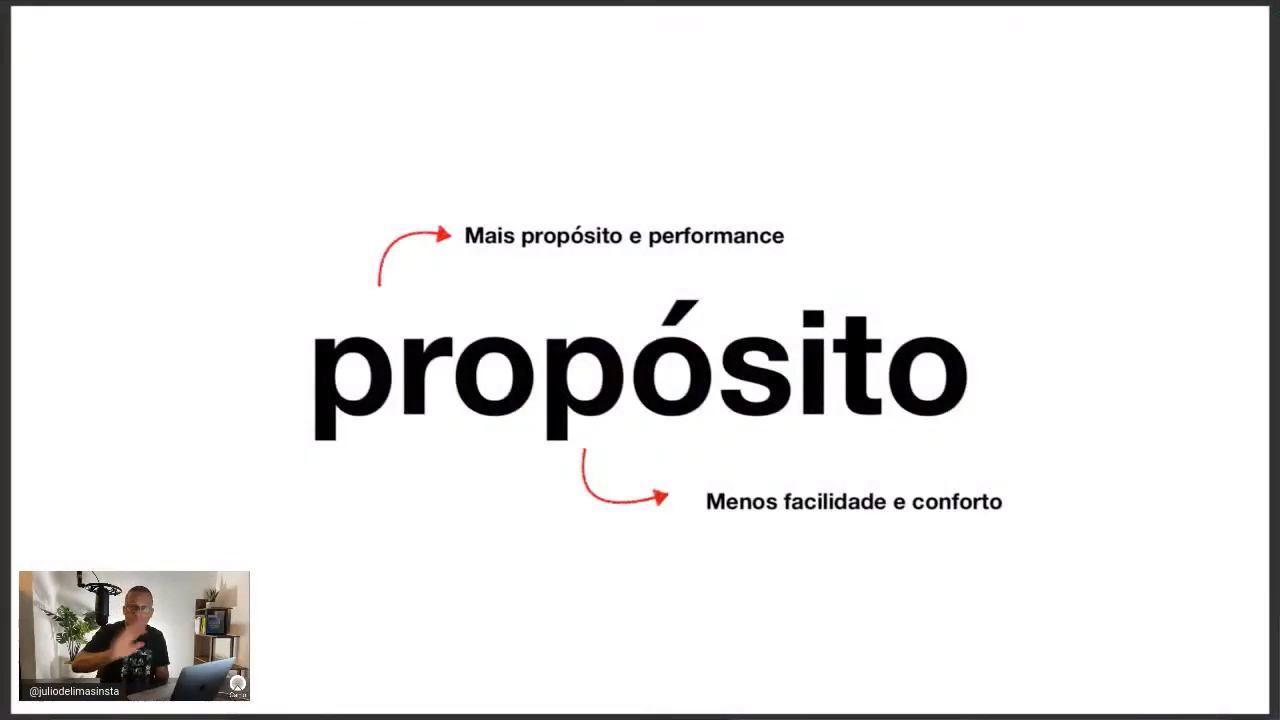 Mais propósito e performance
propósito
Menos facilidade e conforto
@juliodelimasinsta